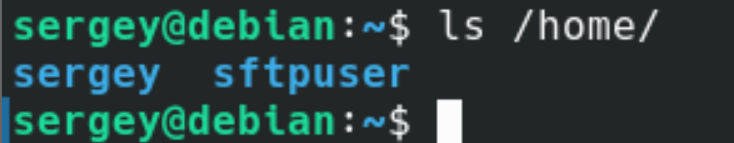 sergey@debian:~$ ls /home/
sergey  sftpuser
sergey@debian:~$